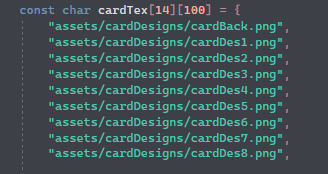 const char cardTex[14][100] = {
"assets/cardDesigns/cardBack.png",
"assets/cardDesigns/cardDes1.png",
"assets/cardDesigns/cardDes2.png",
"assets/cardDesigns/cardDes3.png",
"assets/cardDesigns/cardDes4.png",
"assets/cardDesigns/cardDes5.png",
"assets/cardDesigns/cardDes6.png",
"assets/cardDesigns/cardDes7.png",
"assets/cardDesigns/cardDes8.png",